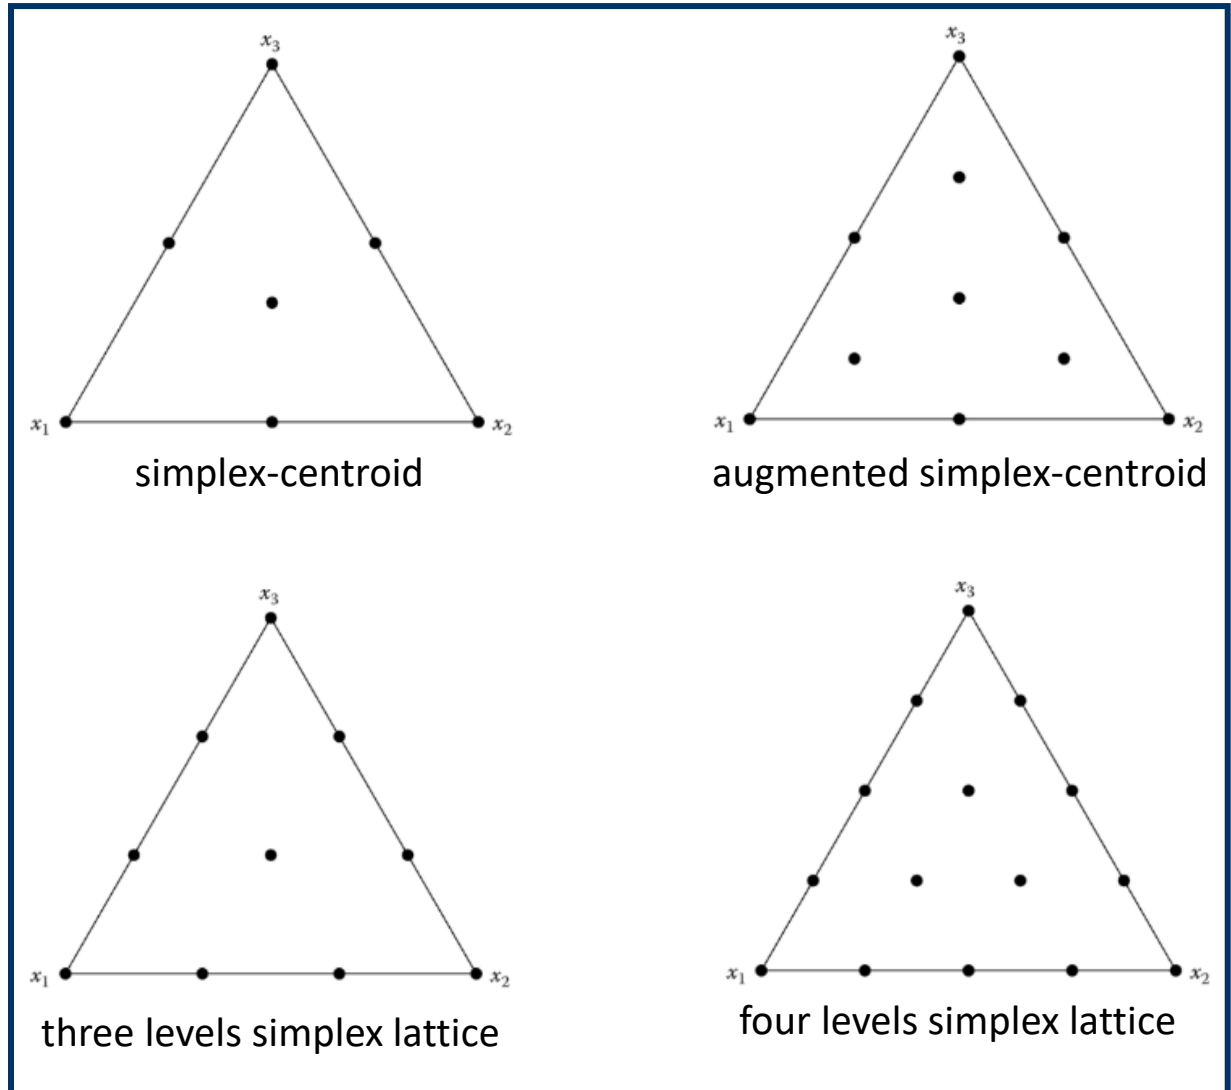 x3
x1
x2
simplex-centroid
x3
x1
x2
augmented simplex-centroid
x3
x1
x2
three levels simplex lattice
x3
x1
x2
four levels simplex lattice